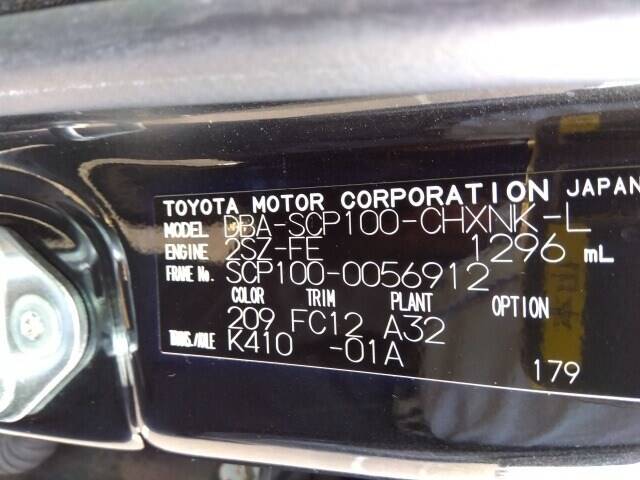 TOYOTA MOTOR CORPORATION JAPAN
MODEL DBA-SCP100-CHXNK-L
ENGINE 2SZ-FE 1296 mL
FRAME No. SCP100-0056912
COLOR TRIM PLANT OPTION
209 FC12 A32
TRANS./AXLE K410 -01A
179